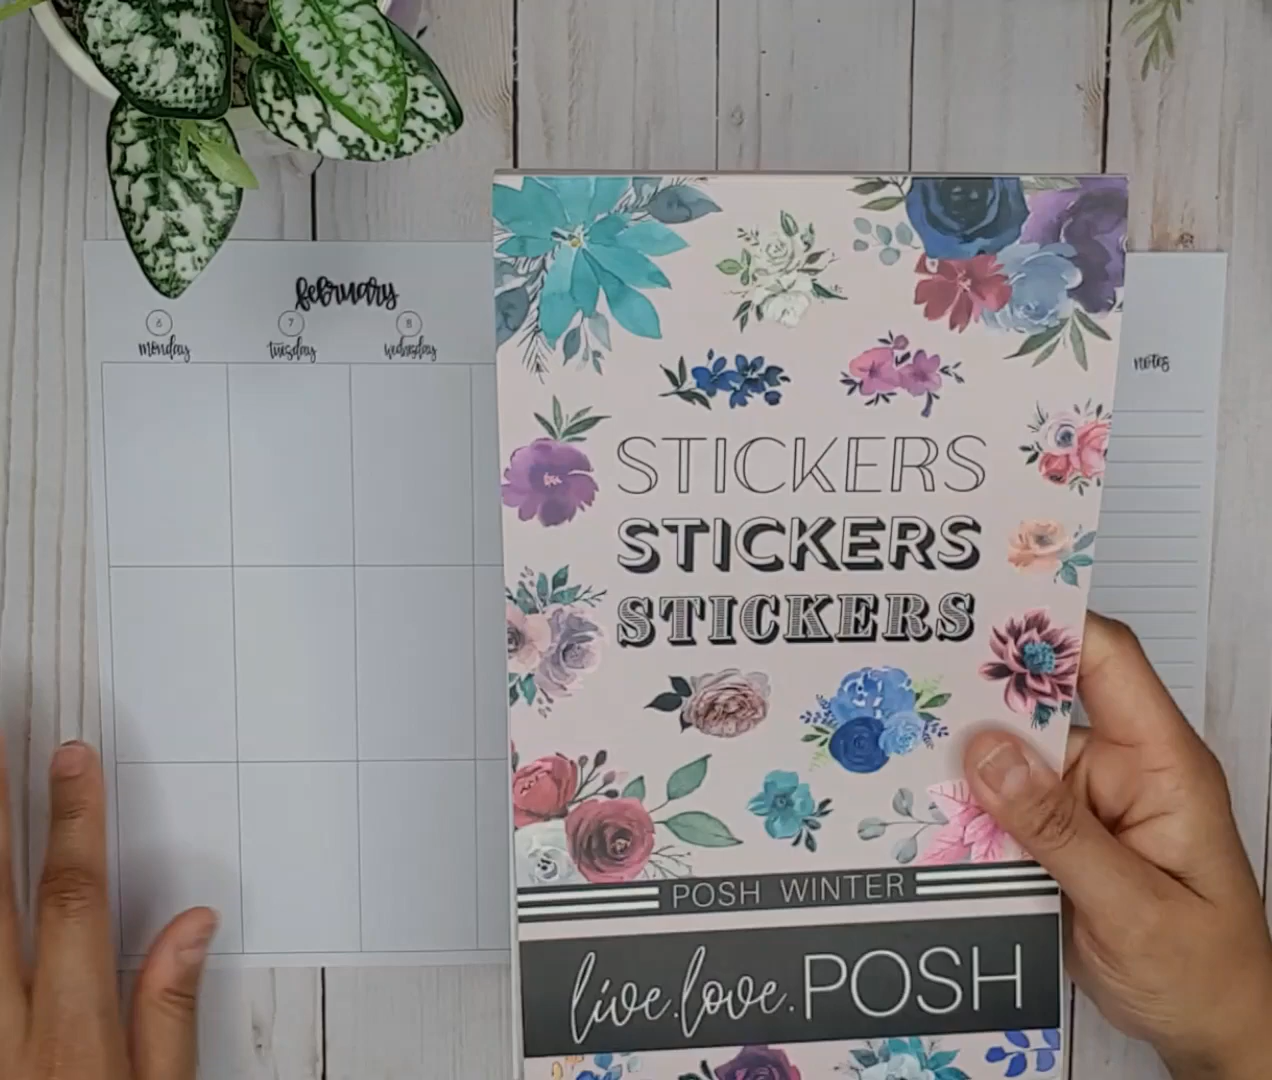 february
6
7
8
monday
tuesday
wednesday
notes
STICKERS
STICKERS
STICKERS
POSH WINTER
live.love.POSH